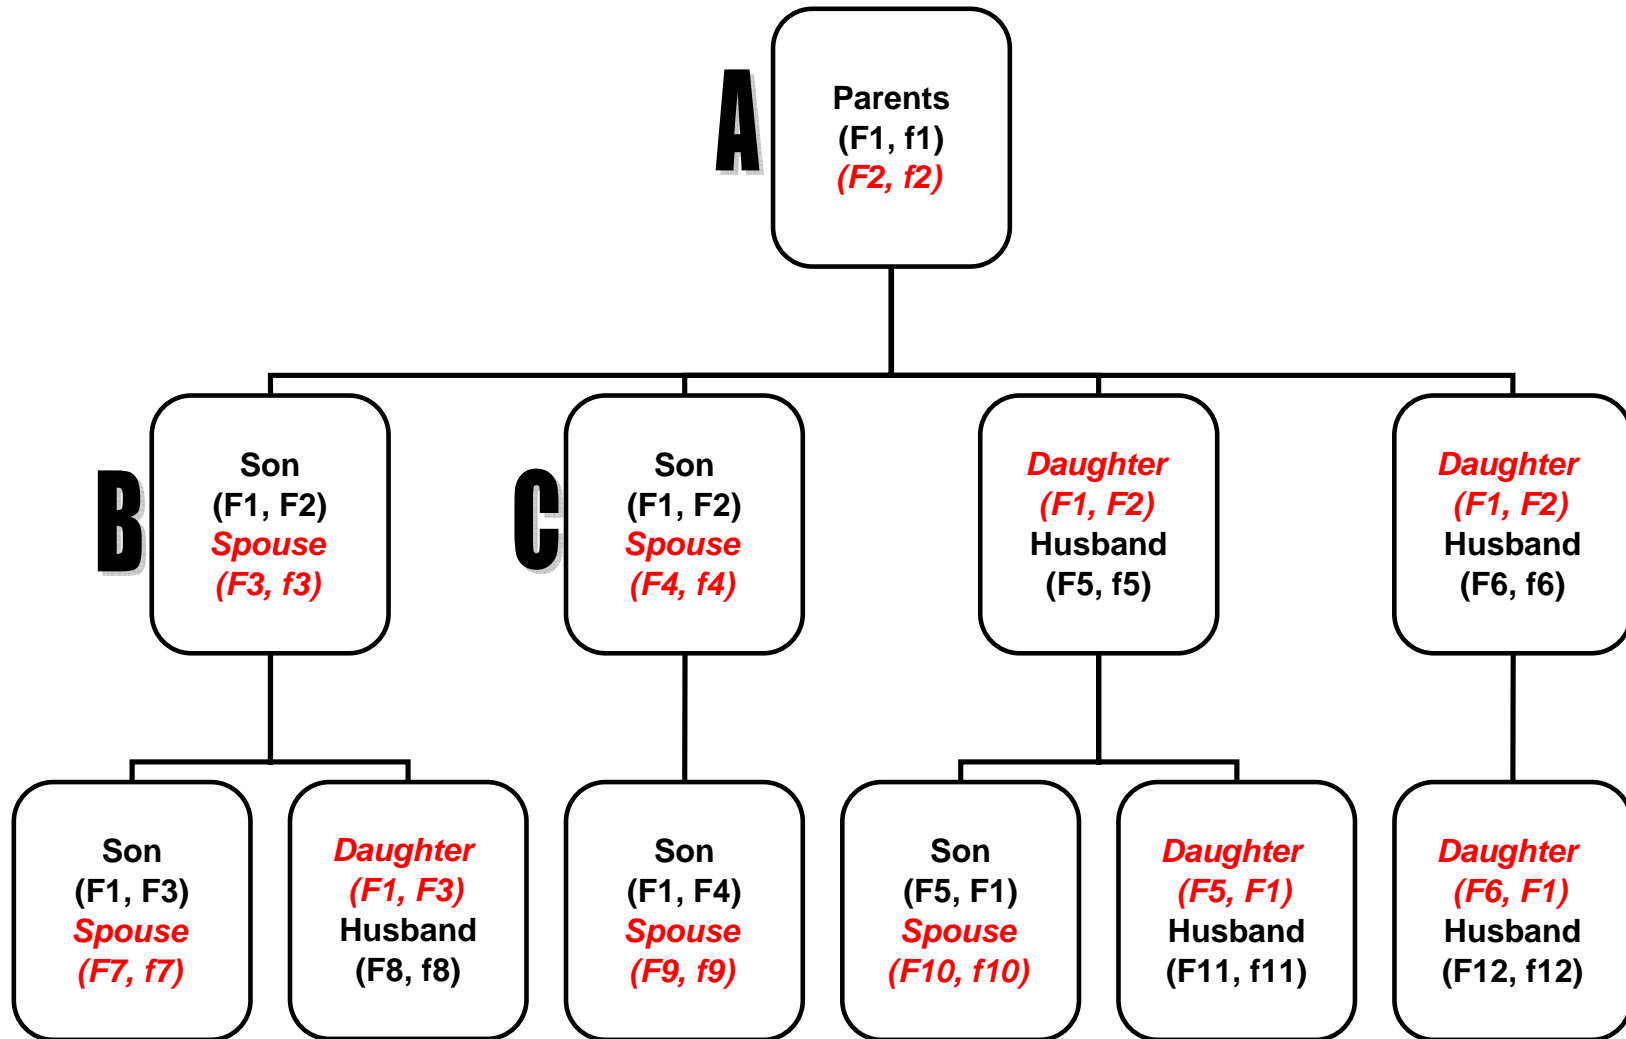 A
Parents
(F1, f1)
(F2, f2)
B
Son
(F1, F2)
Spouse
(F3, f3)
C
Son
(F1, F2)
Spouse
(F4, f4)
Daughter
(F1, F2)
Husband
(F5, f5)
Daughter
(F1, F2)
Husband
(F6, f6)
Son
(F1, F3)
Spouse
(F7, f7)
Daughter
(F1, F3)
Husband
(F8, f8)
Son
(F1, F4)
Spouse
(F9, f9)
Son
(F5, F1)
Spouse
(F10, f10)
Daughter
(F5, F1)
Husband
(F11, f11)
Daughter
(F6, F1)
Husband
(F12, f12)